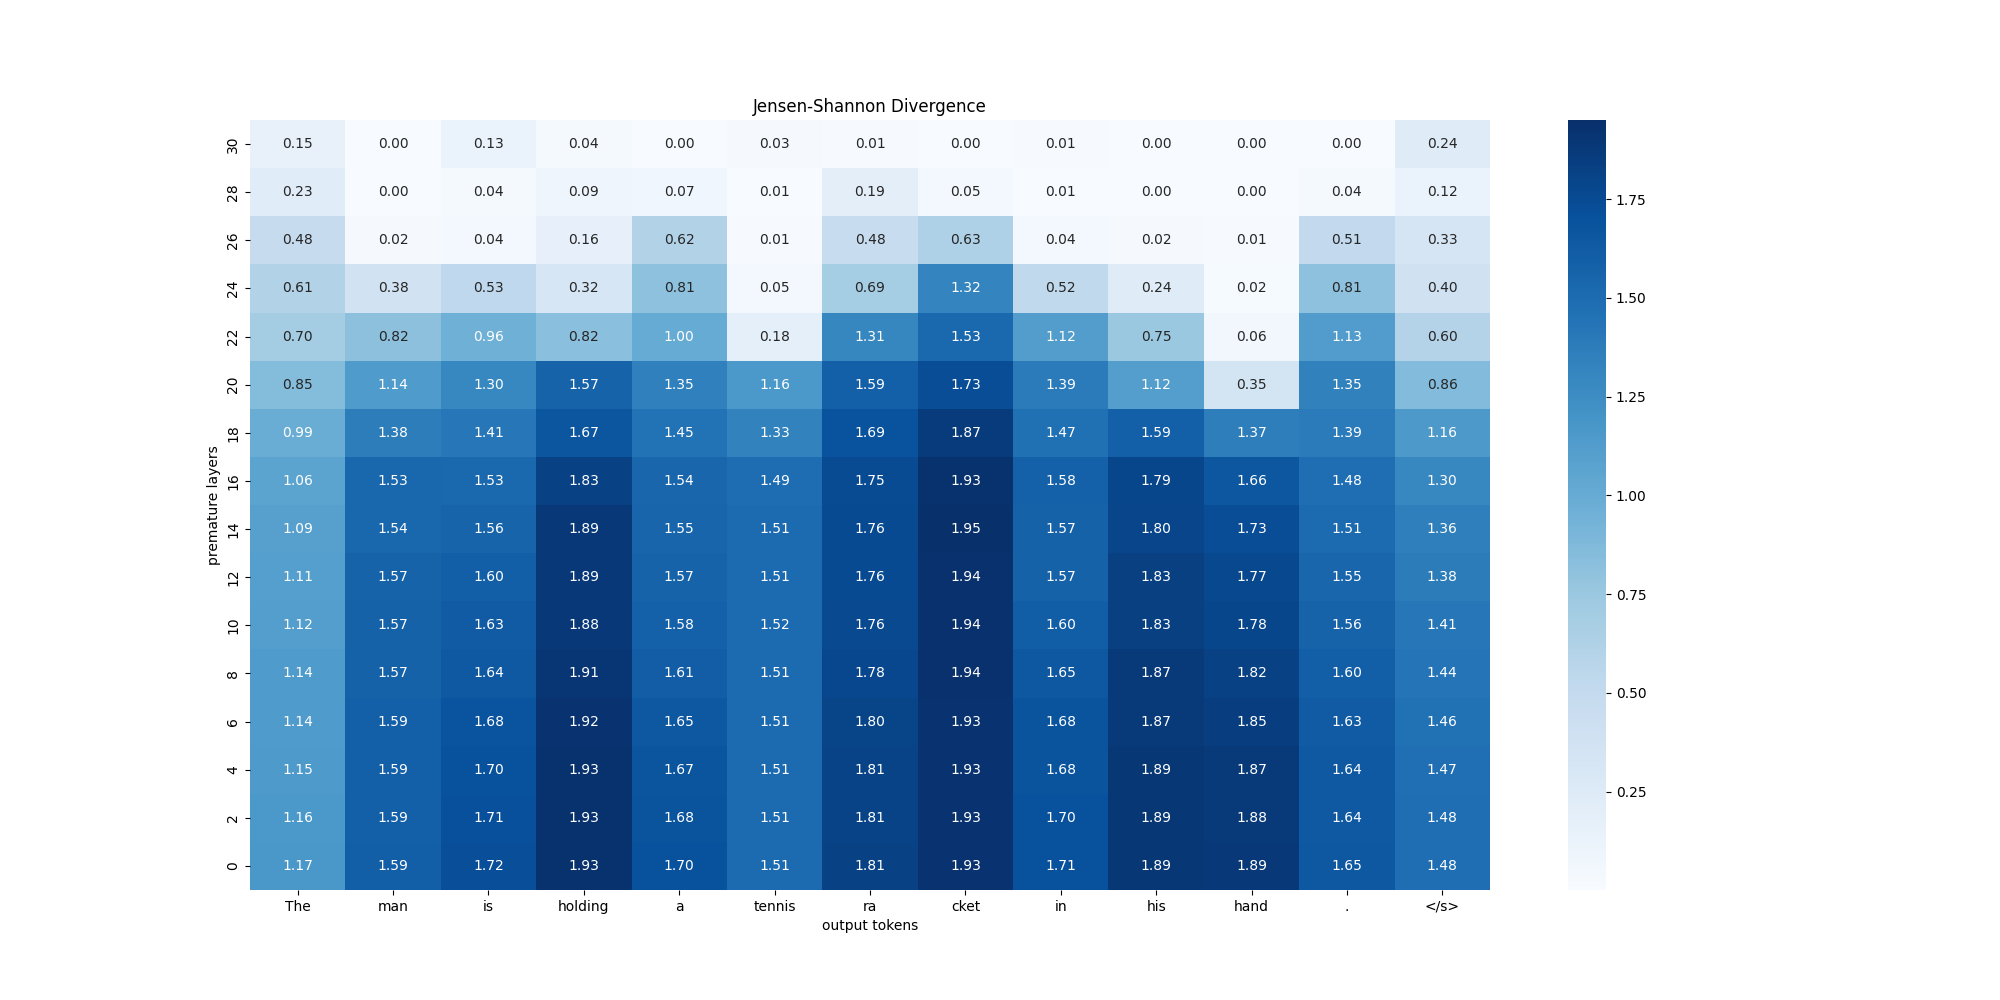 Jensen-Shannon Divergence
30 0.15 0.00 0.13 0.04 0.00 0.03 0.01 0.00 0.01 0.00 0.00 0.00 0.24
28 0.23 0.00 0.04 0.09 0.07 0.01 0.19 0.05 0.01 0.00 0.00 0.04 0.12
26 0.48 0.02 0.04 0.16 0.62 0.01 0.48 0.63 0.04 0.02 0.01 0.51 0.33
24 0.61 0.38 0.53 0.32 0.81 0.05 0.69 1.32 0.52 0.24 0.02 0.81 0.40
22 0.70 0.82 0.96 0.82 1.00 0.18 1.31 1.53 1.12 0.75 0.06 1.13 0.60
20 0.85 1.14 1.30 1.57 1.35 1.16 1.59 1.73 1.39 1.12 0.35 1.35 0.86
18 0.99 1.38 1.41 1.67 1.45 1.33 1.69 1.87 1.47 1.59 1.37 1.39 1.16
16 1.06 1.53 1.53 1.83 1.54 1.49 1.75 1.93 1.58 1.79 1.66 1.48 1.30
14 1.09 1.54 1.56 1.89 1.55 1.51 1.76 1.95 1.57 1.80 1.73 1.51 1.36
12 1.11 1.57 1.60 1.89 1.57 1.51 1.76 1.94 1.57 1.83 1.77 1.55 1.38
10 1.12 1.57 1.63 1.88 1.58 1.52 1.76 1.94 1.60 1.83 1.78 1.56 1.41
8 1.14 1.57 1.64 1.91 1.61 1.51 1.78 1.94 1.65 1.87 1.82 1.60 1.44
6 1.14 1.59 1.68 1.92 1.65 1.51 1.80 1.93 1.68 1.87 1.85 1.63 1.46
4 1.15 1.59 1.70 1.93 1.67 1.51 1.81 1.93 1.68 1.89 1.87 1.64 1.47
2 1.16 1.59 1.71 1.93 1.68 1.51 1.81 1.93 1.70 1.89 1.88 1.64 1.48
0 1.17 1.59 1.72 1.93 1.70 1.51 1.81 1.93 1.71 1.89 1.89 1.65 1.48
premature layers
The man is holding a tennis ra cket in his hand . </s>
output tokens
1.75
1.50
1.25
1.00
0.75
0.50
0.25